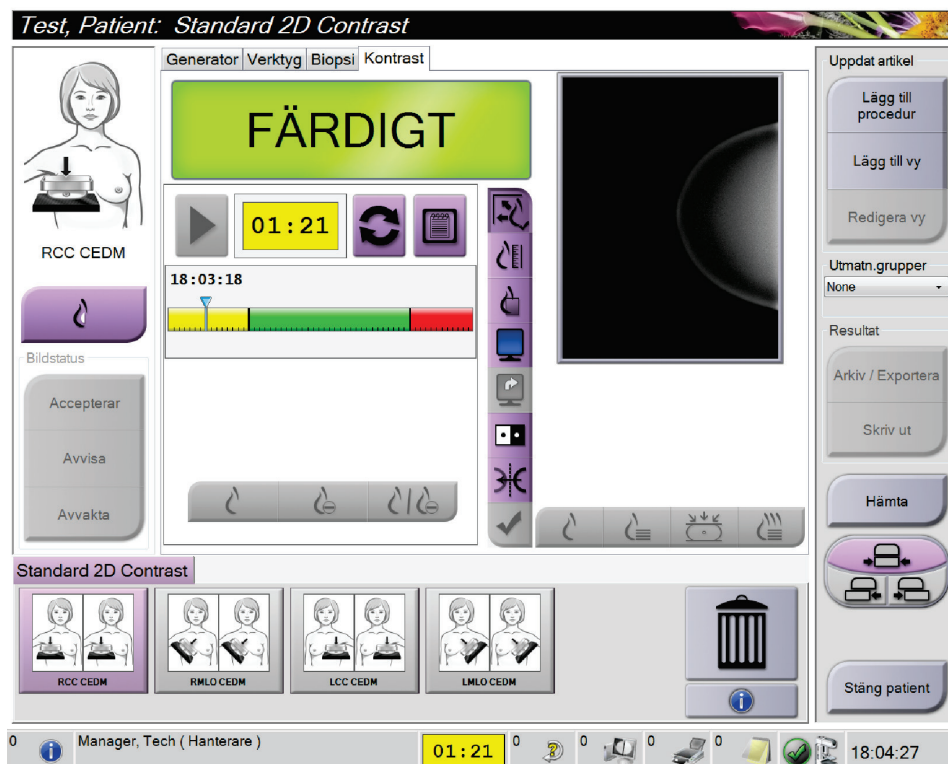 Test, Patient: Standard 2D Contrast
Generator Verktyg Biopsi Kontrast
FÄRDIGT
01:21
18:03:18
RCC CEDM
Bildstatus
Accepterar
Avvisa
Avvakta
Uppdat artikel
Lägg till
procedur
Lägg till vy
Redigera vy
Utmatn.grupper
None
Resultat
Arkiv / Exportera
Skriv ut
Hämta
Stäng patient
Standard 2D Contrast
RCC CEDM
RMLO CEDM
LCC CEDM
LMLO CEDM
0 Manager, Tech ( Hanterare ) 01:21 0 0 0 0 18:04:27